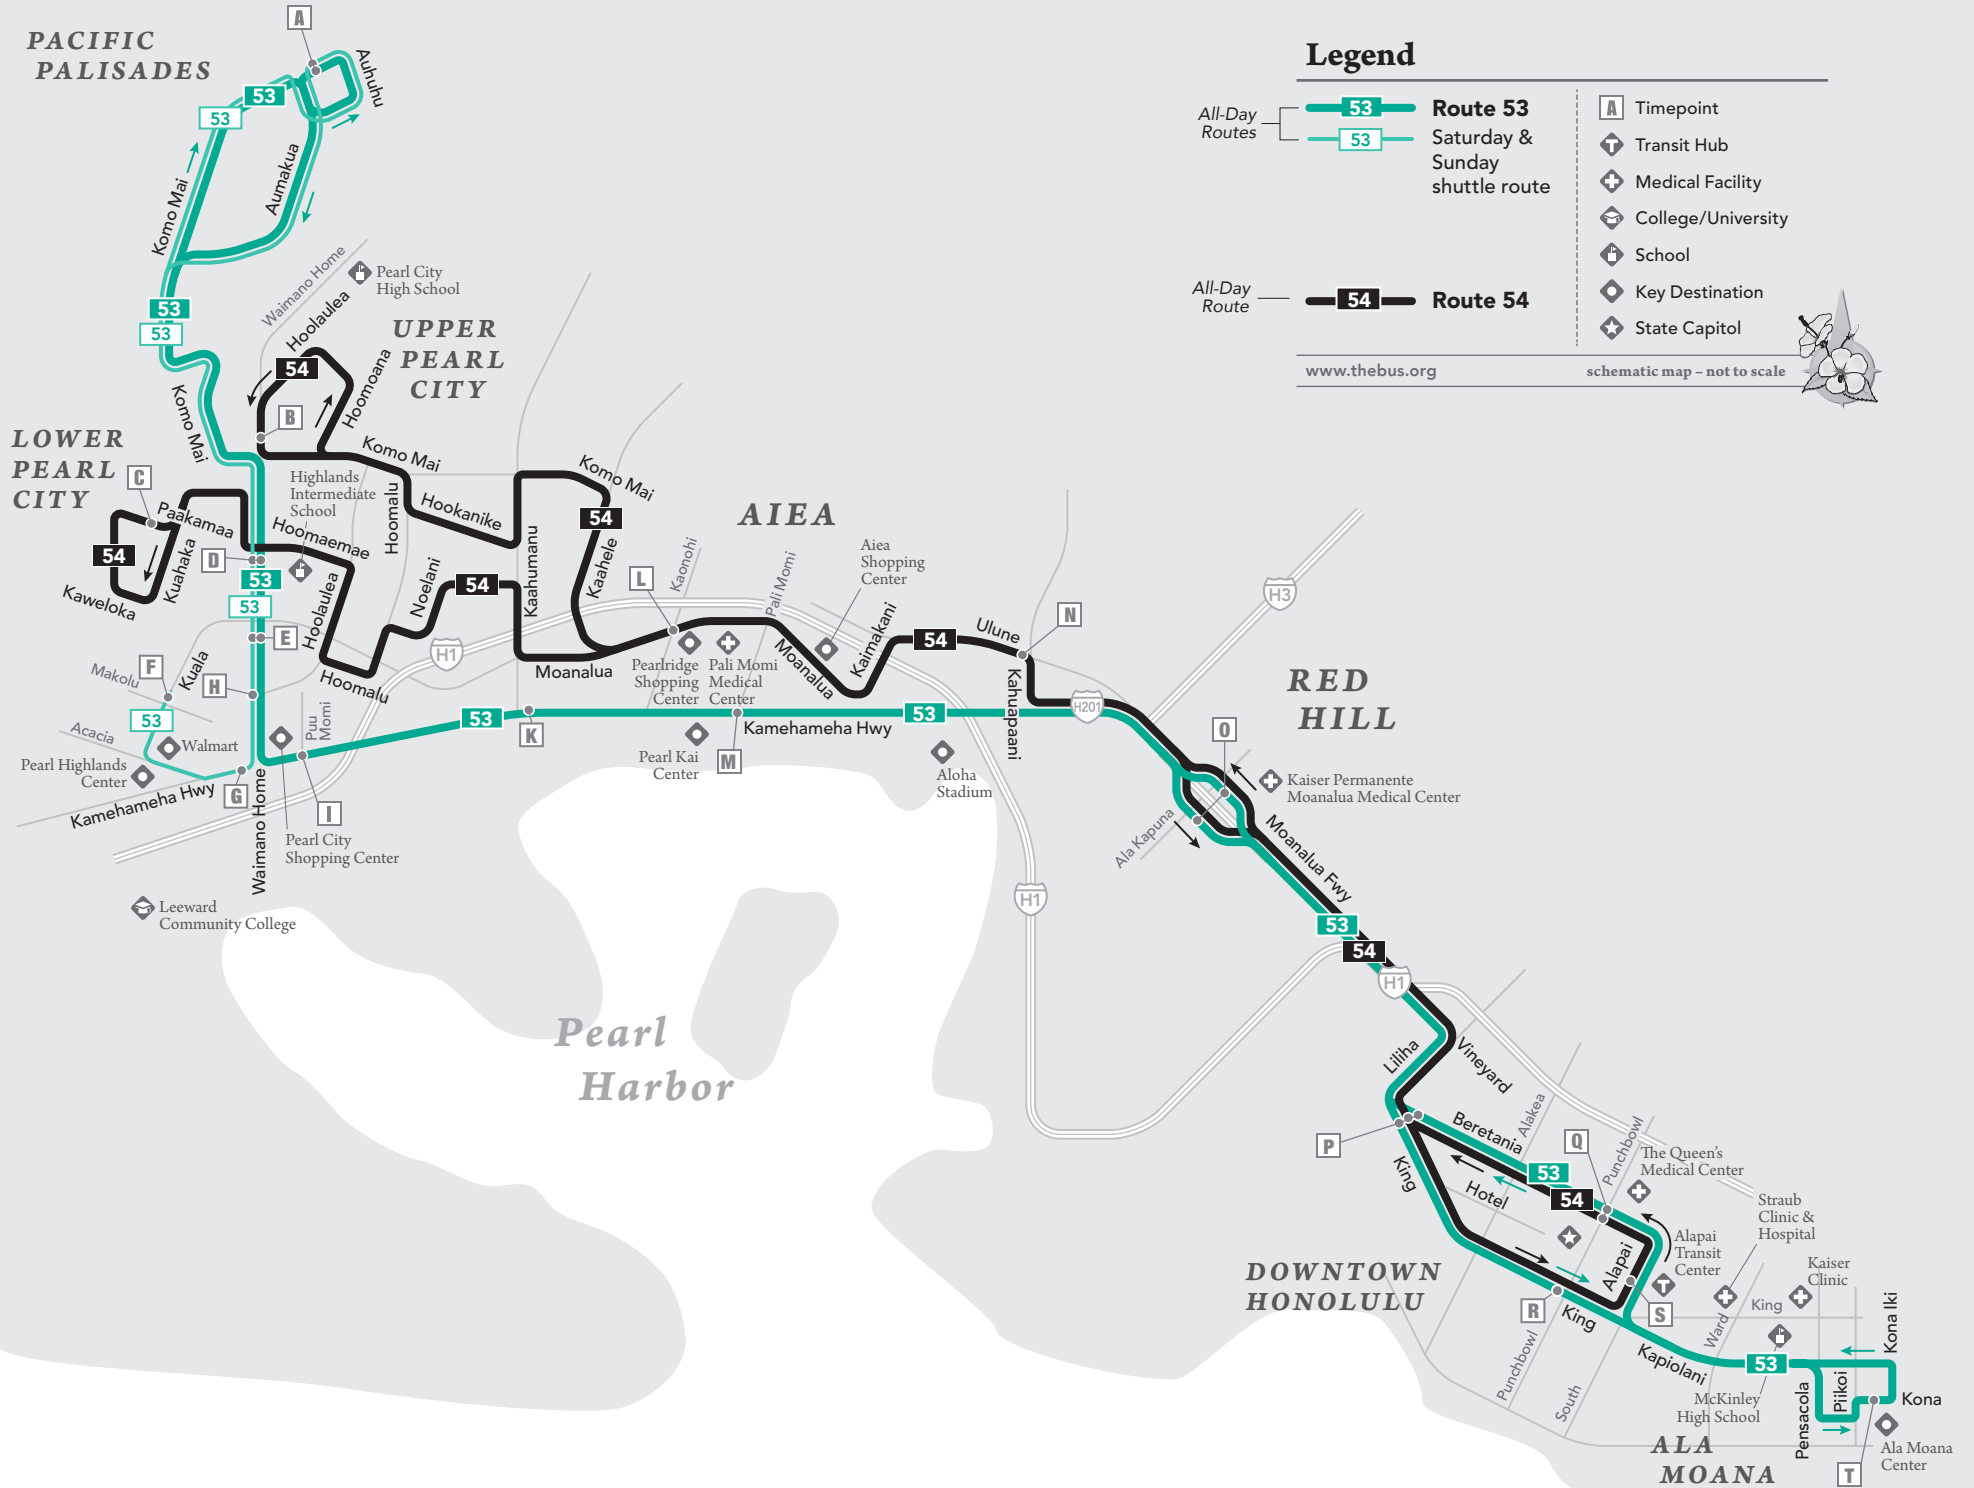 A
PACIFIC
PALISADES
Auhuhu
53
53
Aumakua
Komo Mai
53
53
Waimano Home
Pearl City
High School
Hoolaulea
54
UPPER
PEARL
CITY
Hoomoana
B
Komo Mai
LOWER
PEARL
CITY
C
Paakamaa
54
Kuahaka
Kaweloka
D
Highlands
Intermediate
School
Hoomaemae
Hoomalu
Komo Mai
Hookanike
Komo Mai
54
Kaahumanu
Kaahele
53
53
Hoolaulea
Noelani
54
E
H1
Hoomalu
Moanalua
F
Makolu
Kuala
H
53
Acacia
Walmart
Pearl Highlands
Center
Kamehameha Hwy
G
Waimano Home
Puu
Momi
I
Pearl City
Shopping Center
Leeward
Community College
53
K
L
Kaonohi
Pali Momi
AIEA
Aiea
Shopping
Center
Pearlridge
Shopping
Center
Pali Momi
Medical
Center
Moanalua
Kaimakani
54
Ulune
N
Kahuapaani
Kamehameha Hwy
53
Pearl Kai
Center
M
Aloha
Stadium
H201
H3
RED
HILL
O
Kaiser Permanente
Moanalua Medical Center
Ala Kapuna
Moanalua Fwy
H1
53
54
H1
Pearl
Harbor
Liliha
Vineyard
P
King
Beretania
Alakea
Q
Punchbowl
The Queen's
Medical Center
53
54
Hotel
Straub
Clinic &
Hospital
Alapai
Transit
Center
Alapai
Kaiser
Clinic
DOWNTOWN
HONOLULU
R
King
S
Ward
King
Kona Iki
Punchbowl
South
Kapiolani
53
McKinley
High School
Pensacola
Piikoi
Kona
ALA
MOANA
Ala Moana
Center
T
Legend
All-Day
Routes
53
Route 53
53
Saturday &
Sunday
shuttle route
All-Day
Route
54
Route 54
A
Timepoint
Transit Hub
Medical Facility
College/University
School
Key Destination
State Capitol
www.thebus.org
schematic map – not to scale